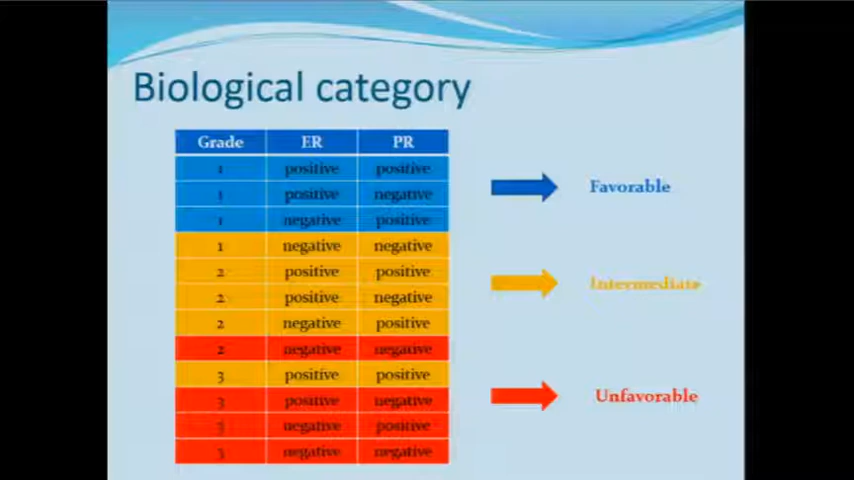 Biological category
Grade ER PR
1 positive positive
1 positive negative
1 negative positive
1 negative negative
2 positive positive
2 positive negative
2 negative positive
2 negative negative
3 positive positive
3 positive negative
3 negative positive
3 negative negative
Favorable
Intermediate
Unfavorable